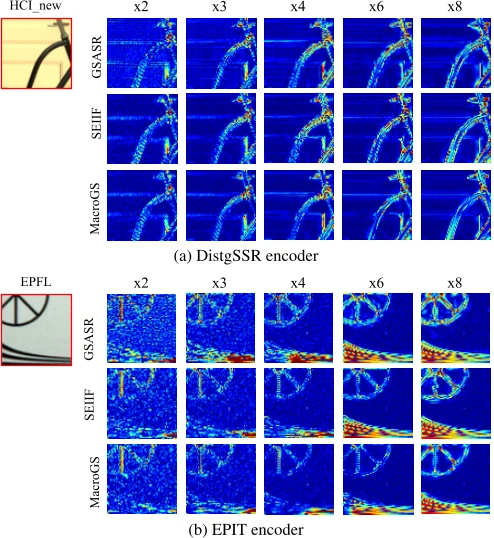 HCI_new x2 x3 x4 x6 x8
GSASR
SEIIF
MacroGS
(a) DistgSSR encoder
EPFL x2 x3 x4 x6 x8
GSASR
SEIIF
MacroGS
(b) EPIT encoder